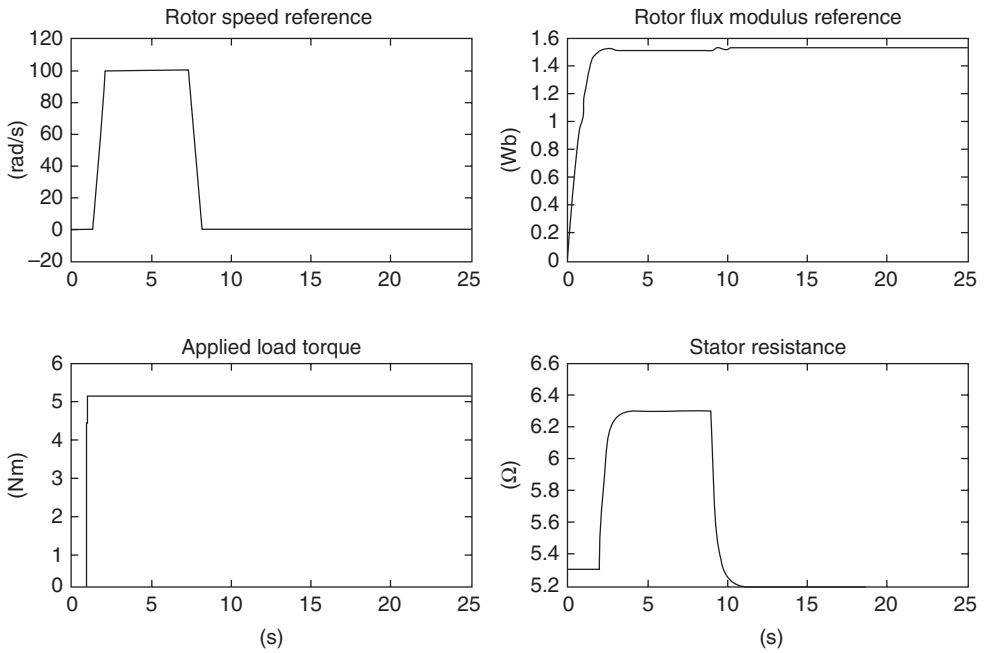 Rotor speed reference
120
100
80
60
40
20
0
–20
(rad/s)
0 5 10 15 20 25
Rotor flux modulus reference
1.6
1.4
1.2
1
0.8
0.6
0.4
0.2
0
(Wb)
0 5 10 15 20 25
Applied load torque
6
5
4
3
2
1
0
(Nm)
0 5 10 15 20 25
(s)
Stator resistance
6.6
6.4
6.2
6
5.8
5.6
5.4
5.2
(Ω)
0 5 10 15 20 25
(s)